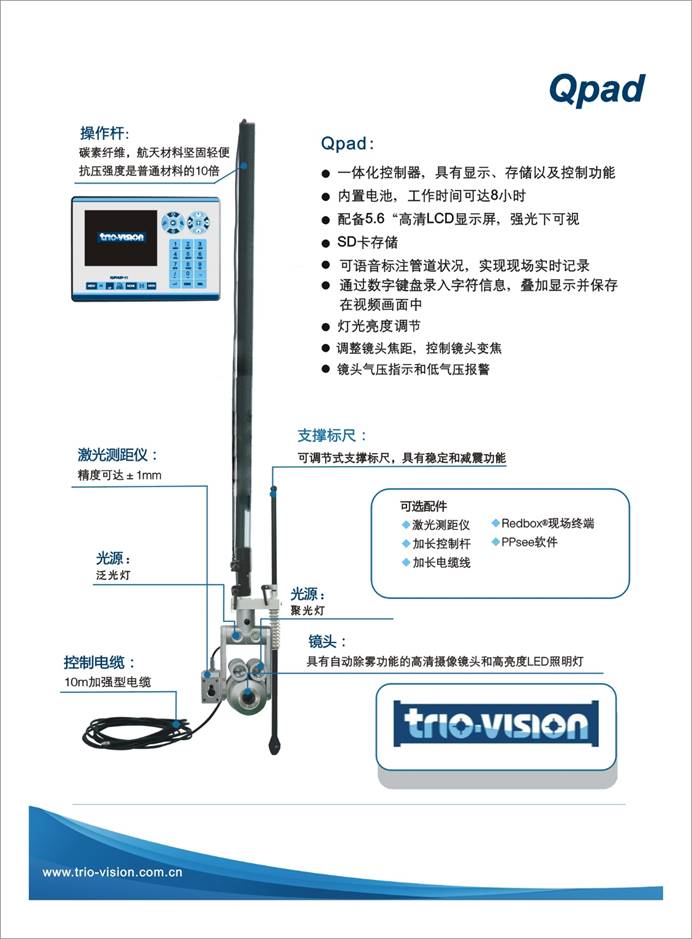 Qpad
操作杆:
碳素纤维，航天材料坚固轻便
抗压强度是普通材料的10倍
trio-vision
Qpad:
一体化控制器，具有显示、存储以及控制功能
内置电池，工作时间可达8小时
配备5.6“高清LCD显示屏，强光下可视
SD卡存储
可语音标注管道状况，实现现场实时记录
通过数字键盘录入字符信息，叠加显示并保存
在视频画面中
灯光亮度调节
调整镜头焦距，控制镜头变焦
镜头气压指示和低气压报警
支撑标尺：
可调节式支撑标尺，具有稳定和减震功能
激光测距仪：
精度可达±1mm
可选配件
激光测距仪
加长控制杆
加长电缆线
Redbox®现场终端
PPsee软件
光源：
泛光灯
光源：
聚光灯
镜头：
具有自动除雾功能的高清摄像镜头和高亮度LED照明灯
控制电缆：
10m加强型电缆
trio-vision
www.trio-vision.com.cn